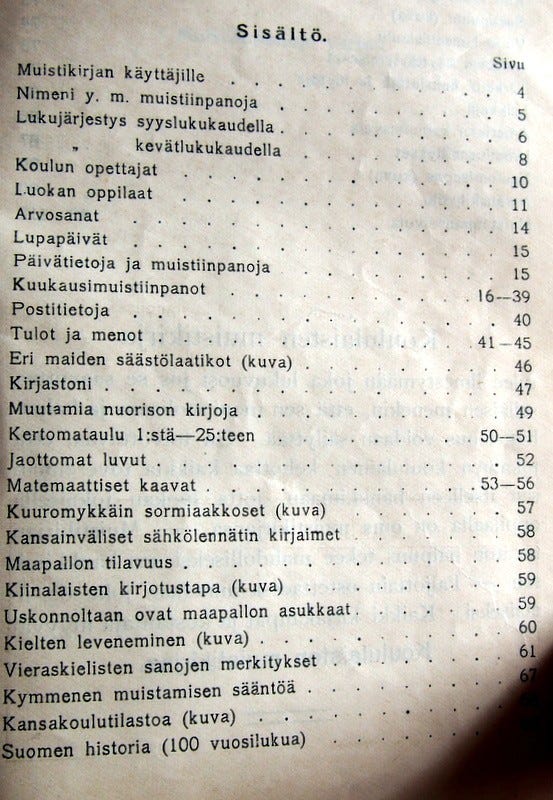 Sisältö.
Sivu
Muistikirjan käyttäjille . . . . . . . . 4
Nimeni y. m. muistiinpanoja . . . . . . 5
Lukujärjestys syyslukukaudella . . . . . . 6
„ kevätlukukaudella . . . . . . 8
Koulun opettajat . . . . . . . . 10
Luokan oppilaat . . . . . . . . 11
Arvosanat . . . . . . . . 14
Lupapäivät . . . . . . . . 15
Päivätietoja ja muistiinpanoja . . . . . . 15
Kuukausimuistiinpanot . . . . . . 16—39
Postitietoja . . . . . . . . 40
Tulot ja menot . . . . . . . . 41—45
Eri maiden säästölaatikot (kuva) . . . . . . 46
Kirjastoni . . . . . . . . 47
Muutamia nuorison kirjoja . . . . . . 49
Kertomataulu 1:stä—25:teen . . . . . . 50—51
Jaottomat luvut . . . . . . . . 52
Matemaattiset kaavat . . . . . . 53—56
Kuuromykkäin sormiaakkoset (kuva) . . . . . 57
Kansainväliset sähkölennätin kirjaimet . . . . 58
Maapallon tilavuus . . . . . . . . 58
Kiinalaisten kirjotustapa (kuva) . . . . . . 59
Uskonnoltaan ovat maapallon asukkaat . . . . 59
Kielten leveneminen (kuva) . . . . . . 60
Vieraskielisten sanojen merkitykset . . . . . 61
Kymmenen muistamisen sääntöä . . . . . . 67
Kansakoulutilastoa (kuva) . . . . . .
Suomen historia (100 vuosilukua) . . . . .